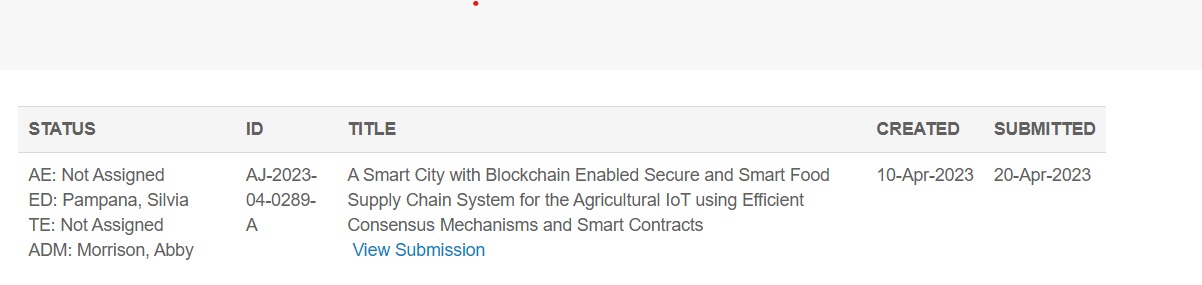 STATUS ID TITLE CREATED SUBMITTED
AE: Not Assigned AJ-2023- A Smart City with Blockchain Enabled Secure and Smart Food 10-Apr-2023 20-Apr-2023
ED: Pampana, Silvia 04-0289- Supply Chain System for the Agricultural IoT using Efficient
TE: Not Assigned A Consensus Mechanisms and Smart Contracts
ADM: Morrison, Abby View Submission